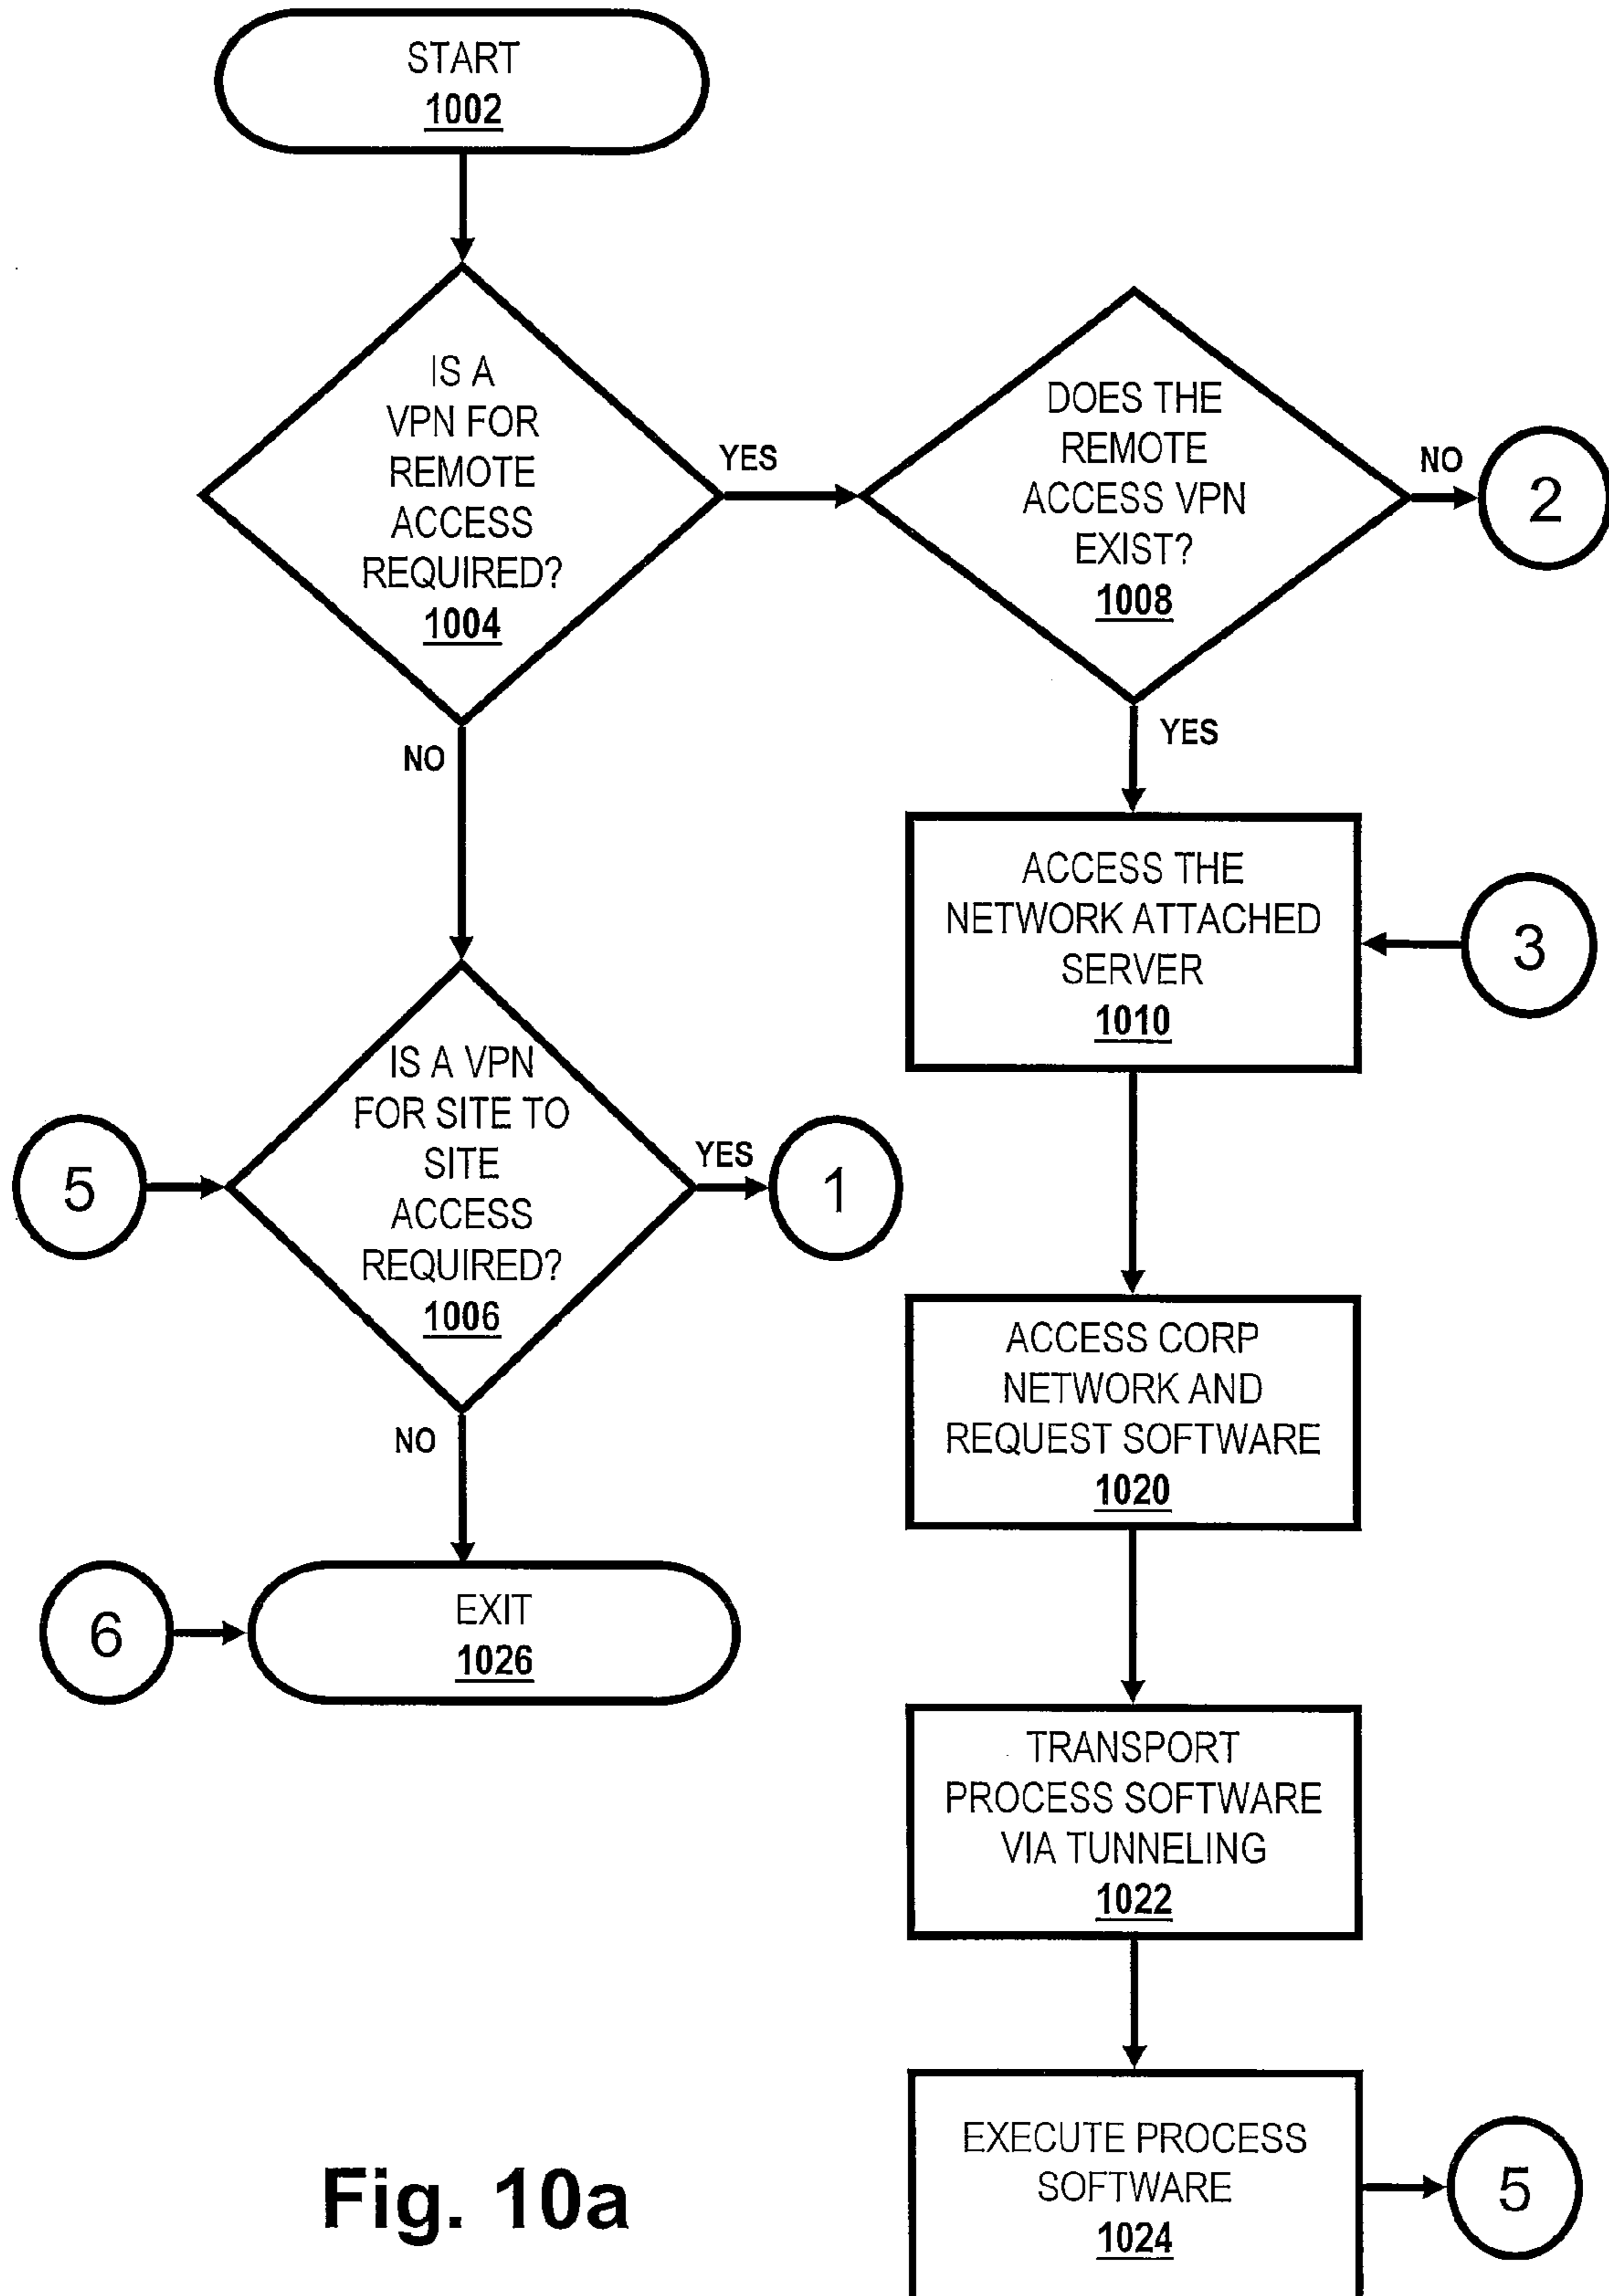 START
1002
IS A
VPN FOR
REMOTE
ACCESS
REQUIRED?
1004
YES
NO
DOES THE
REMOTE
ACCESS VPN
EXIST?
1008
NO
2
YES
ACCESS THE
NETWORK ATTACHED
SERVER
1010
3
5
IS A VPN
FOR SITE TO
SITE
ACCESS
REQUIRED?
1006
YES
1
NO
6
EXIT
1026
ACCESS CORP
NETWORK AND
REQUEST SOFTWARE
1020
TRANSPORT
PROCESS SOFTWARE
VIA TUNNELING
1022
EXECUTE PROCESS
SOFTWARE
1024
5
Fig. 10a